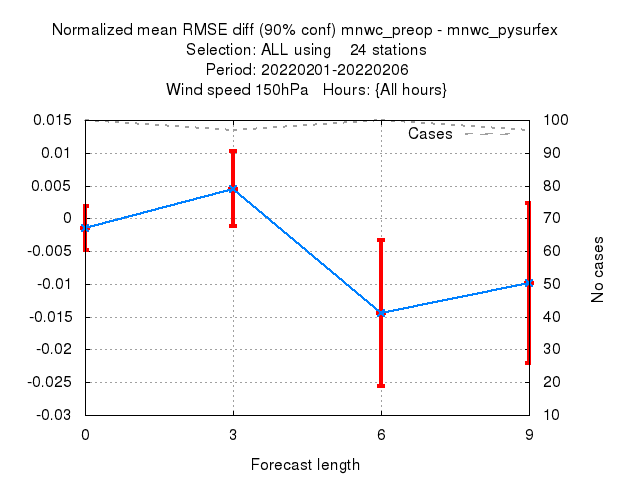 Normalized mean RMSE diff (90% conf) mnwc_preop - mnwc_pysurfex
Selection: ALL using    24 stations
Period: 20220201-20220206
Wind speed 150hPa   Hours: {All hours}
0.015
0.01
0.005
0
-0.005
-0.01
-0.015
-0.02
-0.025
-0.03
100
90
80
70
60
50
40
30
20
10
Cases
No cases
0 3 6 9
Forecast length